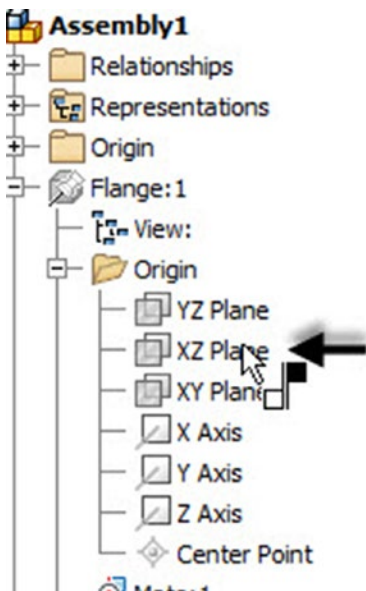 Assembly1
Relationships
Representations
Origin
Flange:1
View:
Origin
YZ Plane
XZ Plane
XY Plane
X Axis
Y Axis
Z Axis
Center Point